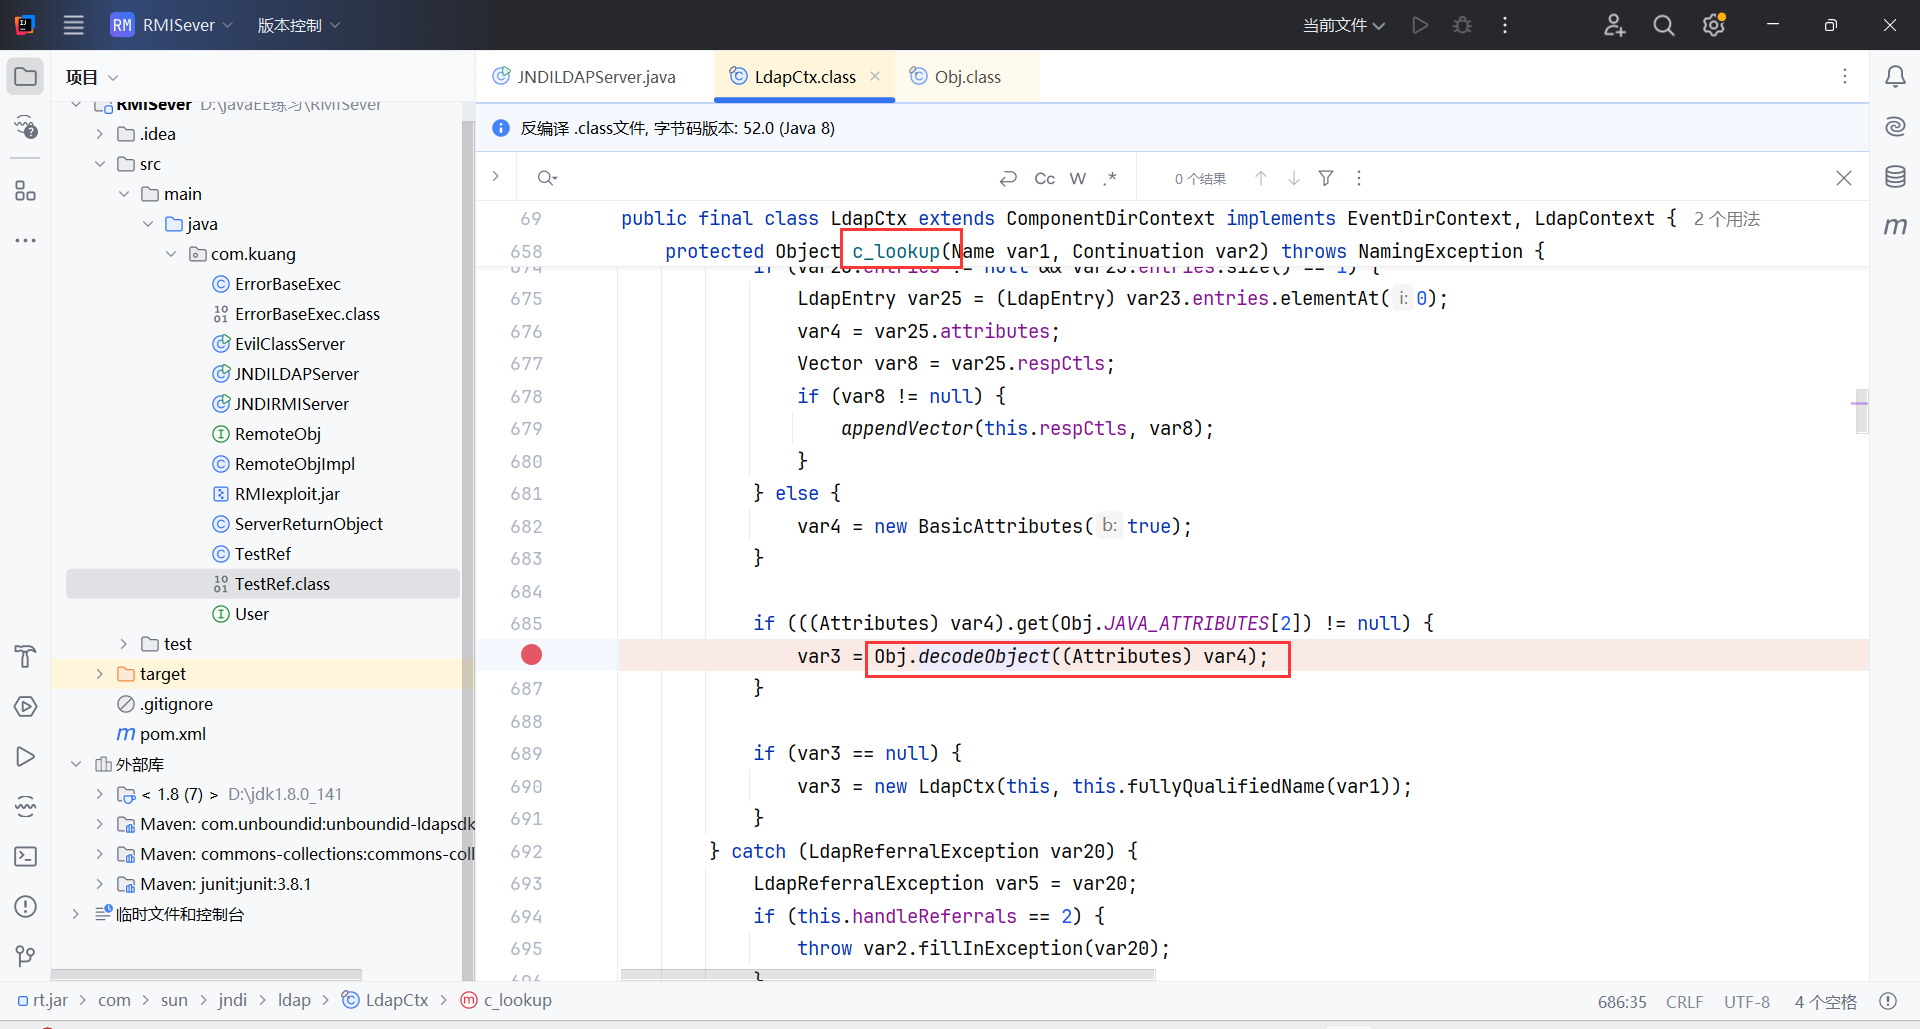 RM RMISever 版本控制 当前文件
项目
JNDILDAPServer.java LdapCtx.class Obj.class
RMISever D:\javaEE练习\RMISever
.idea
src
main
java
com.kuang
ErrorBaseExec
ErrorBaseExec.class
EvilClassServer
JNDILDAPServer
JNDIRMIServer
RemoteObj
RemoteObjImpl
RMIexploit.jar
ServerReturnObject
TestRef
TestRef.class
User
test
target
.gitignore
pom.xml
外部库
< 1.8 (7) > D:\jdk1.8.0_141
Maven: com.unboundid:unboundid-ldapsdk
Maven: commons-collections:commons-coll
Maven: junit:junit:3.8.1
临时文件和控制台
反编译 .class文件, 字节码版本: 52.0 (Java 8)
Cc W .* 0 个结果
69 public final class LdapCtx extends ComponentDirContext implements EventDirContext, LdapContext { 2 个用法
658 protected Object c_lookup(Name var1, Continuation var2) throws NamingException {
674 if (var23.entries != null && var23.entries.size() == 1) {
675 LdapEntry var25 = (LdapEntry) var23.entries.elementAt( i: 0);
676 var4 = var25.attributes;
677 Vector var8 = var25.respCtls;
678 if (var8 != null) {
679 appendVector(this.respCtls, var8);
680 }
681 } else {
682 var4 = new BasicAttributes( b: true);
683 }
684
685 if (((Attributes) var4).get(Obj.JAVA_ATTRIBUTES[2]) != null) {
var3 = Obj.decodeObject((Attributes) var4);
687 }
688
689 if (var3 == null) {
690 var3 = new LdapCtx(this, this.fullyQualifiedName(var1));
691 }
692 } catch (LdapReferralException var20) {
693 LdapReferralException var5 = var20;
694 if (this.handleReferrals == 2) {
695 throw var2.fillInException(var20);
696 }
rt.jar > com > sun > jndi > ldap > LdapCtx > c_lookup 686:35 CRLF UTF-8 4 个空格
m